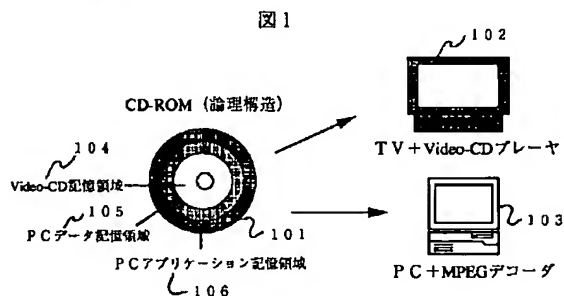 図1
102
CD-ROM (論理構造)
TV+Video-CDプレーヤ
104
Video-CD記憶領域
105
PCデータ記憶領域
101
PCアプリケーション記憶領域
106
103
PC+MPEGデコーダ